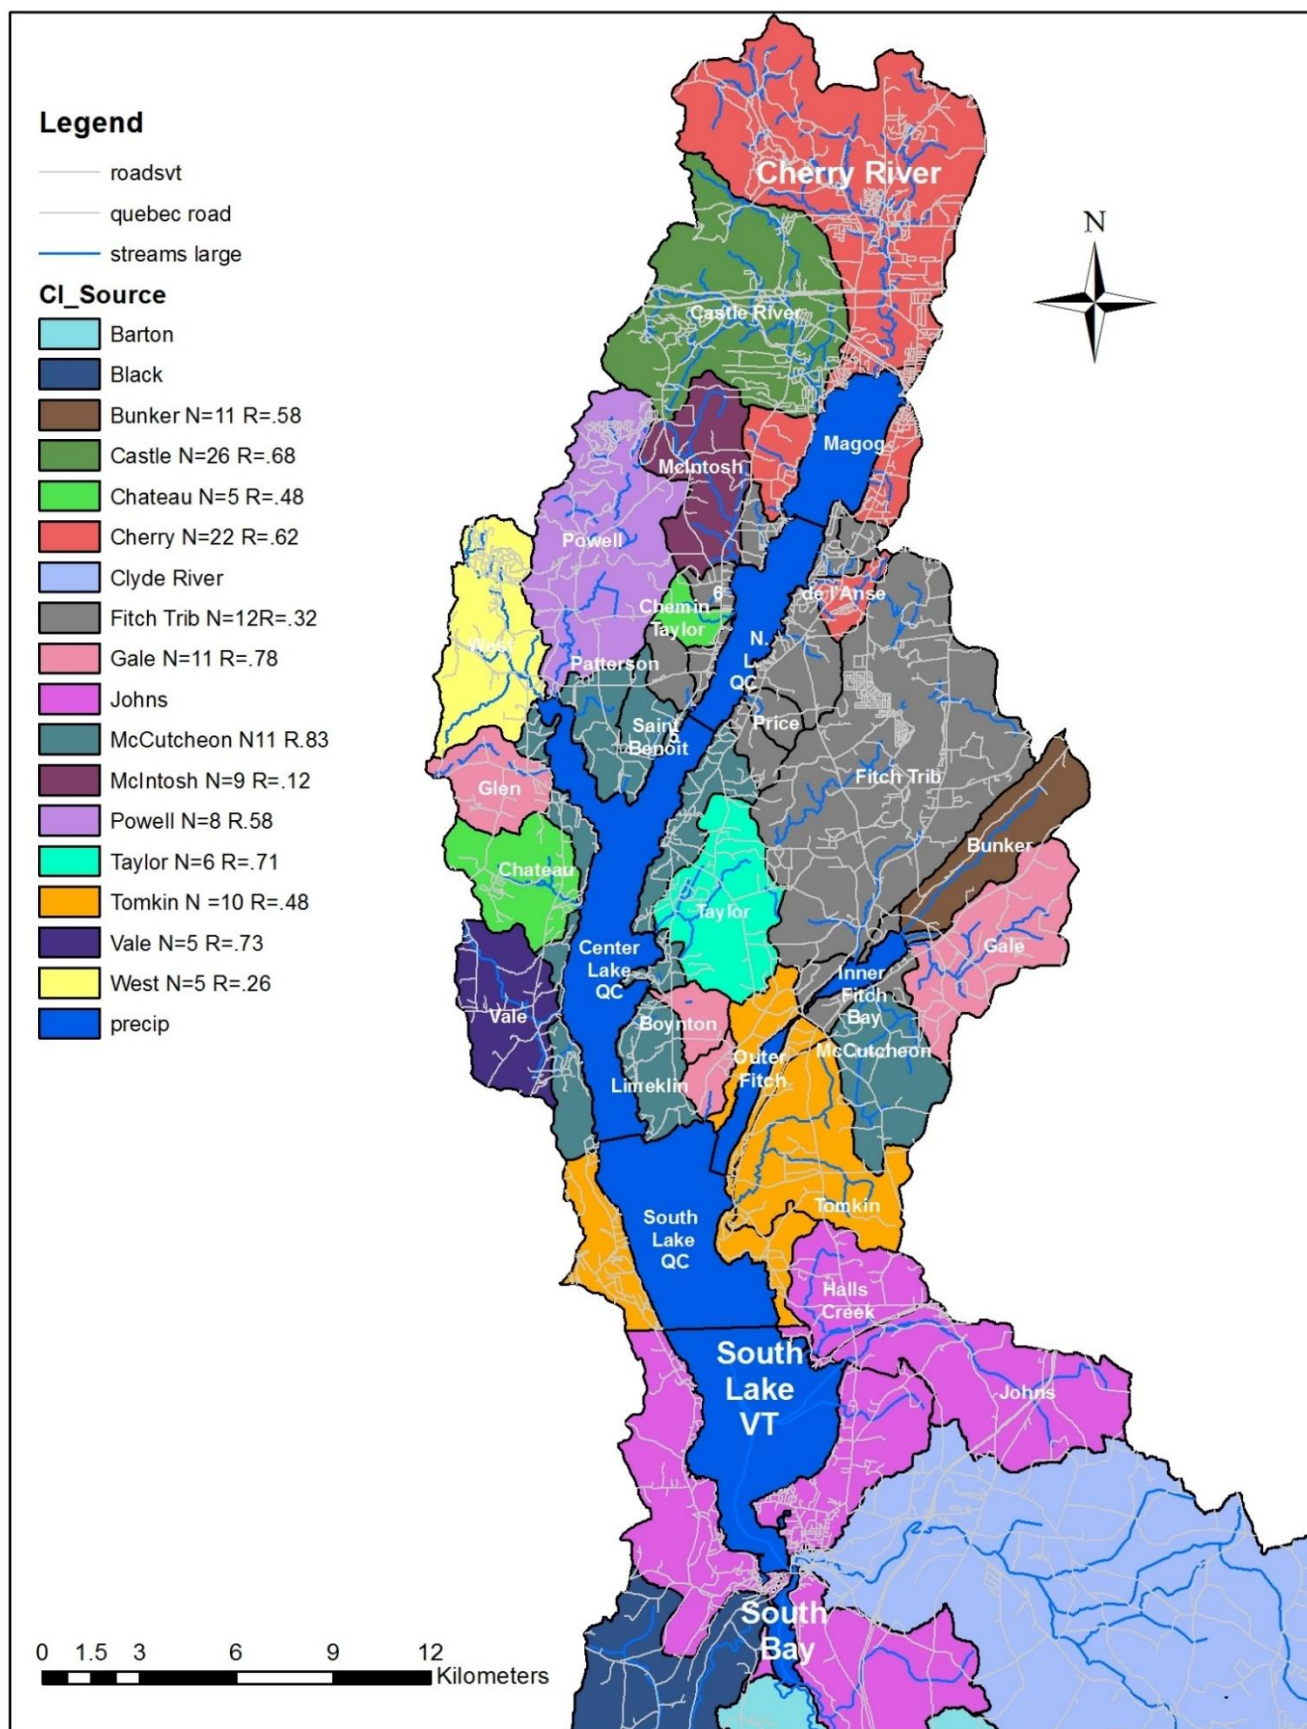 Legend
roadsvt
quebec road
streams large
Cl_Source
Barton
Black
Bunker N=11 R=.58
Castle N=26 R=.68
Chateau N=5 R=.48
Cherry N=22 R=.62
Clyde River
Fitch Trib N=12R=.32
Gale N=11 R=.78
Johns
McCutcheon N11 R.83
McIntosh N=9 R=.12
Powell N=8 R.58
Taylor N=6 R=.71
Tomkin N =10 R=.48
Vale N=5 R=.73
West N=5 R=.26
precip
N
Cherry River
Castle River
Magog
McIntosh
Powell
6
de l'Anse
Chemin
Taylor
West
N.
L.
QC
Patterson
Saint
Benoit
5
Price
Fitch Trib
Glen
Bunker
Chateau
Taylor
Gale
Center
Lake
QC
Inner
Fitch
Bay
Vale
Boynton
McCutcheon
Outer
Fitch
Limeklin
Tomkin
South
Lake
QC
Halls
Creek
South
Lake
VT
Johns
South
Bay
0 1.5 3 6 9 12
Kilometers